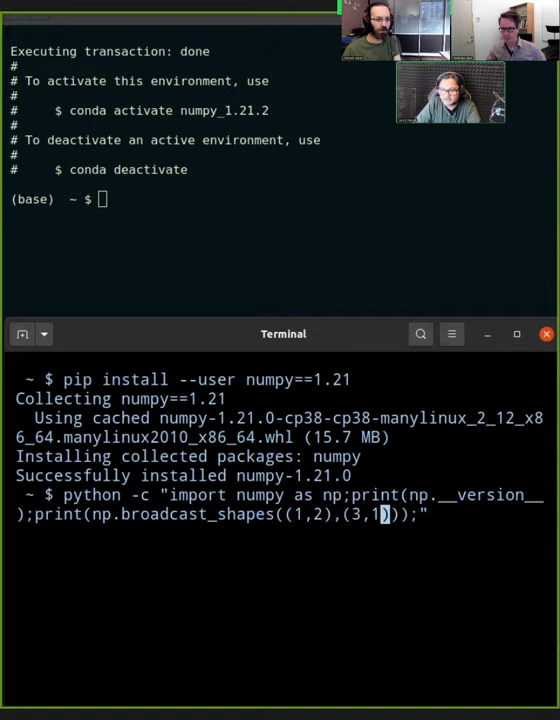 Executing transaction: done
#
# To activate this environment, use
#
#     $ conda activate numpy_1.21.2
#
# To deactivate an active environment, use
#
#     $ conda deactivate

(base)  ~ $
Terminal
~ $ pip install --user numpy==1.21
Collecting numpy==1.21
  Using cached numpy-1.21.0-cp38-cp38-manylinux_2_12_x8
6_64.manylinux2010_x86_64.whl (15.7 MB)
Installing collected packages: numpy
Successfully installed numpy-1.21.0
~ $ python -c "import numpy as np;print(np.__version__
);print(np.broadcast_shapes((1,2),(3,1)));"